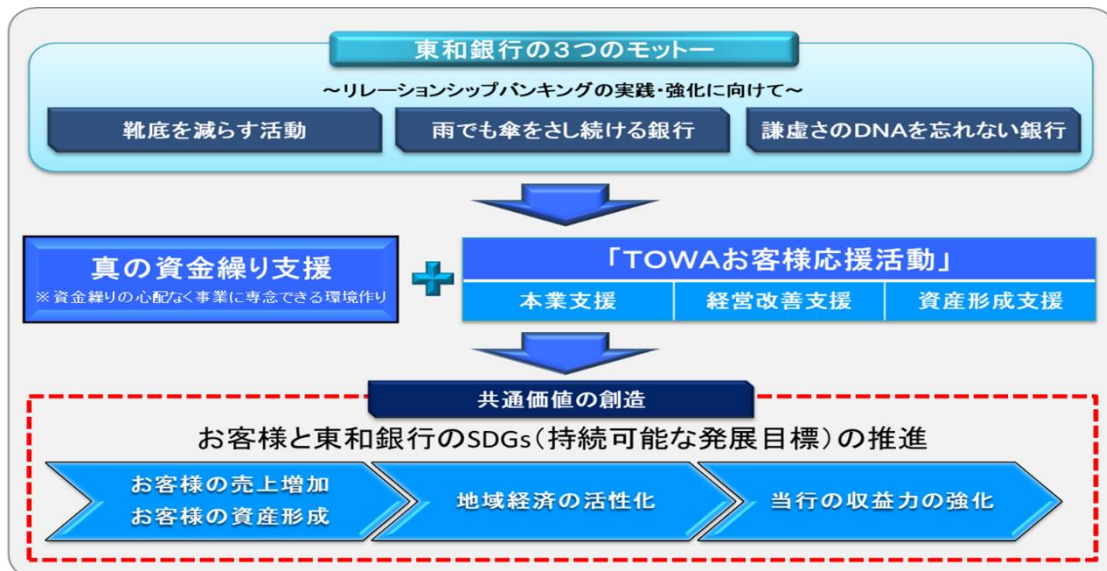 東和銀行の３つのモットー
～リレーションシップバンキングの実践・強化に向けて～
靴底を減らす活動
雨でも傘をさし続ける銀行
謙虚さのDNAを忘れない銀行
真の資金繰り支援
※資金繰りの心配なく事業に専念できる環境作り
「TOWAお客様応援活動」
本業支援
経営改善支援
資産形成支援
共通価値の創造
お客様と東和銀行のSDGs（持続可能な発展目標）の推進
お客様の売上増加
お客様の資産形成
地域経済の活性化
当行の収益力の強化